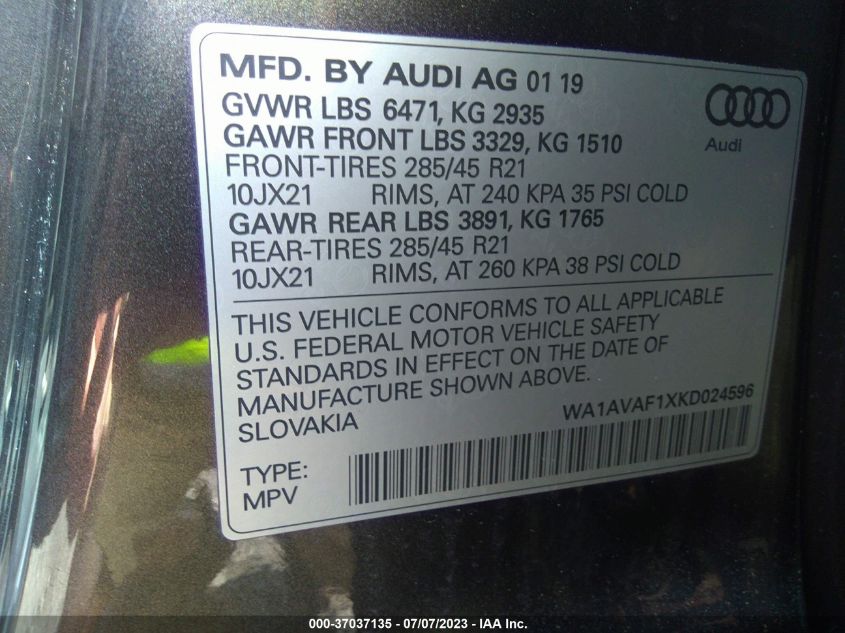 MFD. BY AUDI AG 01 19
GVWR LBS 6471, KG 2935
GAWR FRONT LBS 3329, KG 1510
FRONT-TIRES 285/45 R21
10JX21 RIMS, AT 240 KPA 35 PSI COLD
GAWR REAR LBS 3891, KG 1765
REAR-TIRES 285/45 R21
10JX21 RIMS, AT 260 KPA 38 PSI COLD
Audi
THIS VEHICLE CONFORMS TO ALL APPLICABLE
U.S. FEDERAL MOTOR VEHICLE SAFETY
STANDARDS IN EFFECT ON THE DATE OF
MANUFACTURE SHOWN ABOVE.
SLOVAKIA
WA1AVAF1XKD024596
TYPE:
MPV
000-37037135 - 07/07/2023 - IAA Inc.